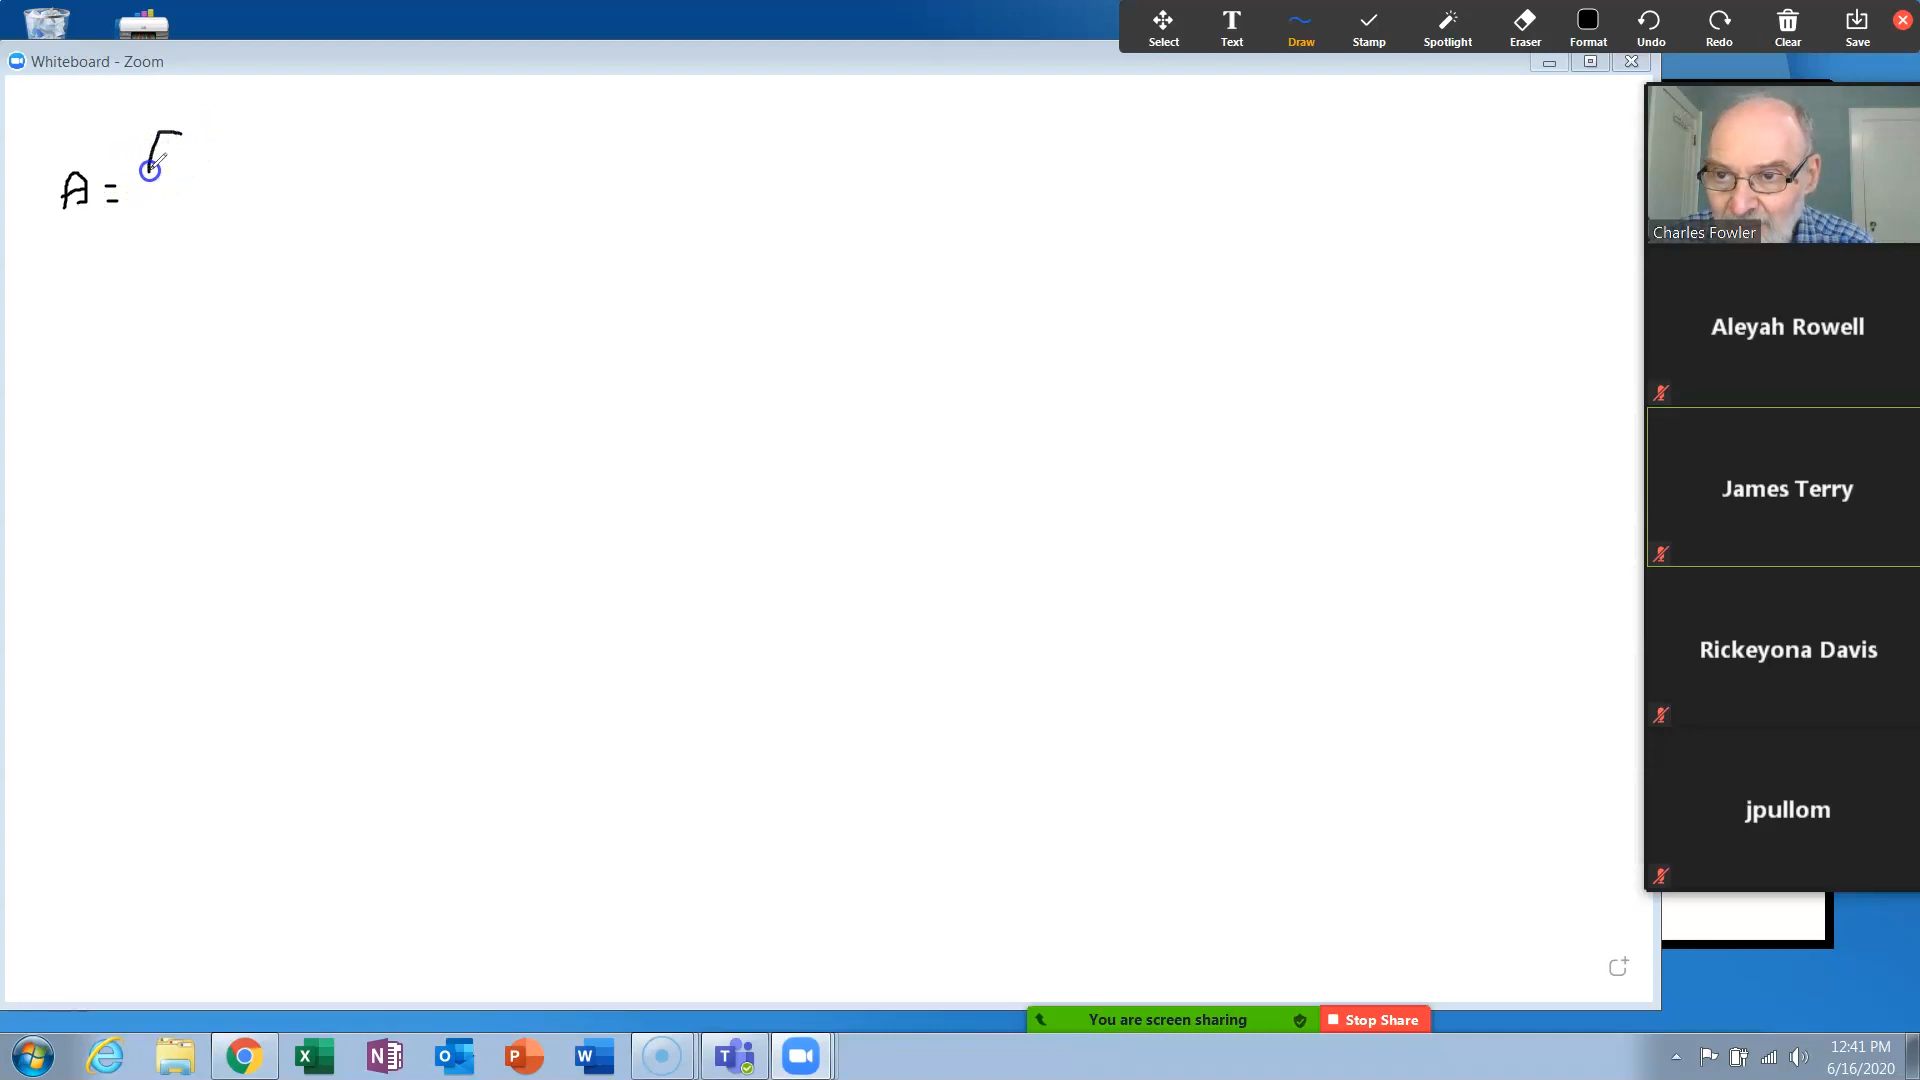 Select Text Draw Stamp Spotlight Eraser Format Undo Redo Clear Save
Whiteboard - Zoom
A =
Charles Fowler
Aleyah Rowell
James Terry
Rickeyona Davis
jpullom
You are screen sharing Stop Share
12:41 PM
6/16/2020